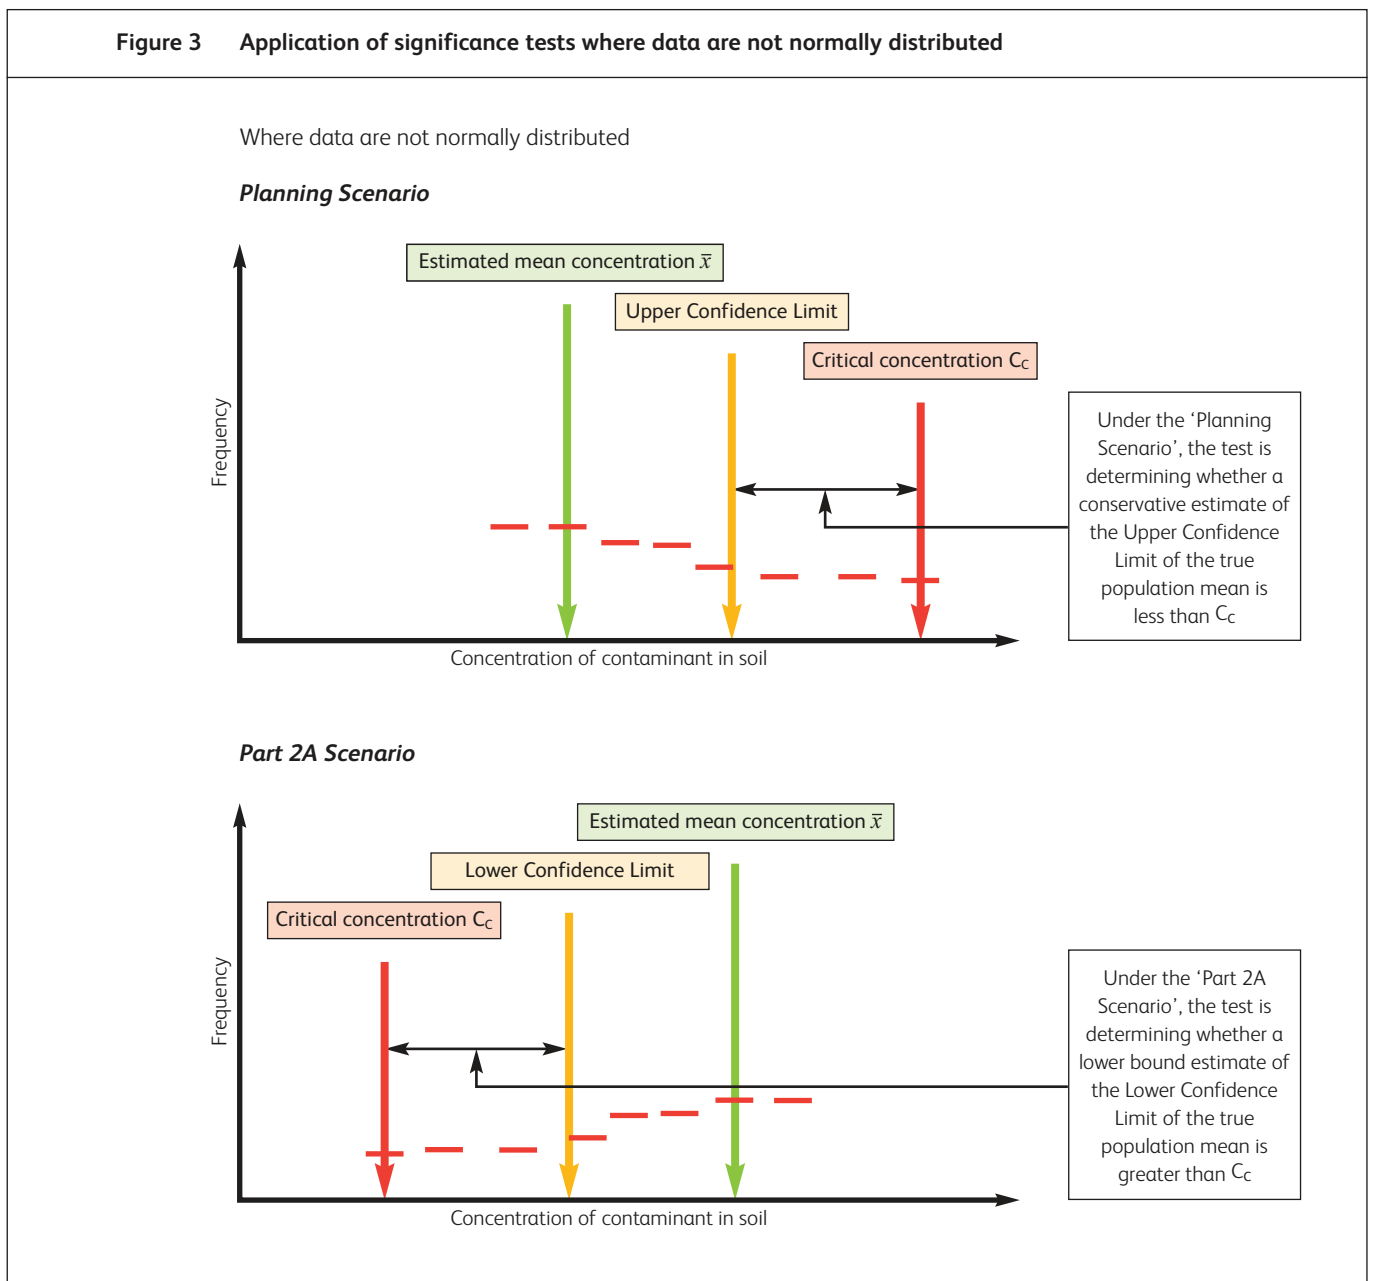 Figure 3 Application of significance tests where data are not normally distributed
Where data are not normally distributed
Planning Scenario
Estimated mean concentration x̄
Upper Confidence Limit
Critical concentration Cc
Frequency
Under the ‘Planning
Scenario’, the test is
determining whether a
conservative estimate of
the Upper Confidence
Limit of the true
population mean is
less than Cc
Concentration of contaminant in soil
Part 2A Scenario
Estimated mean concentration x̄
Lower Confidence Limit
Critical concentration Cc
Frequency
Under the ‘Part 2A
Scenario’, the test is
determining whether a
lower bound estimate of
the Lower Confidence
Limit of the true
population mean is
greater than Cc
Concentration of contaminant in soil